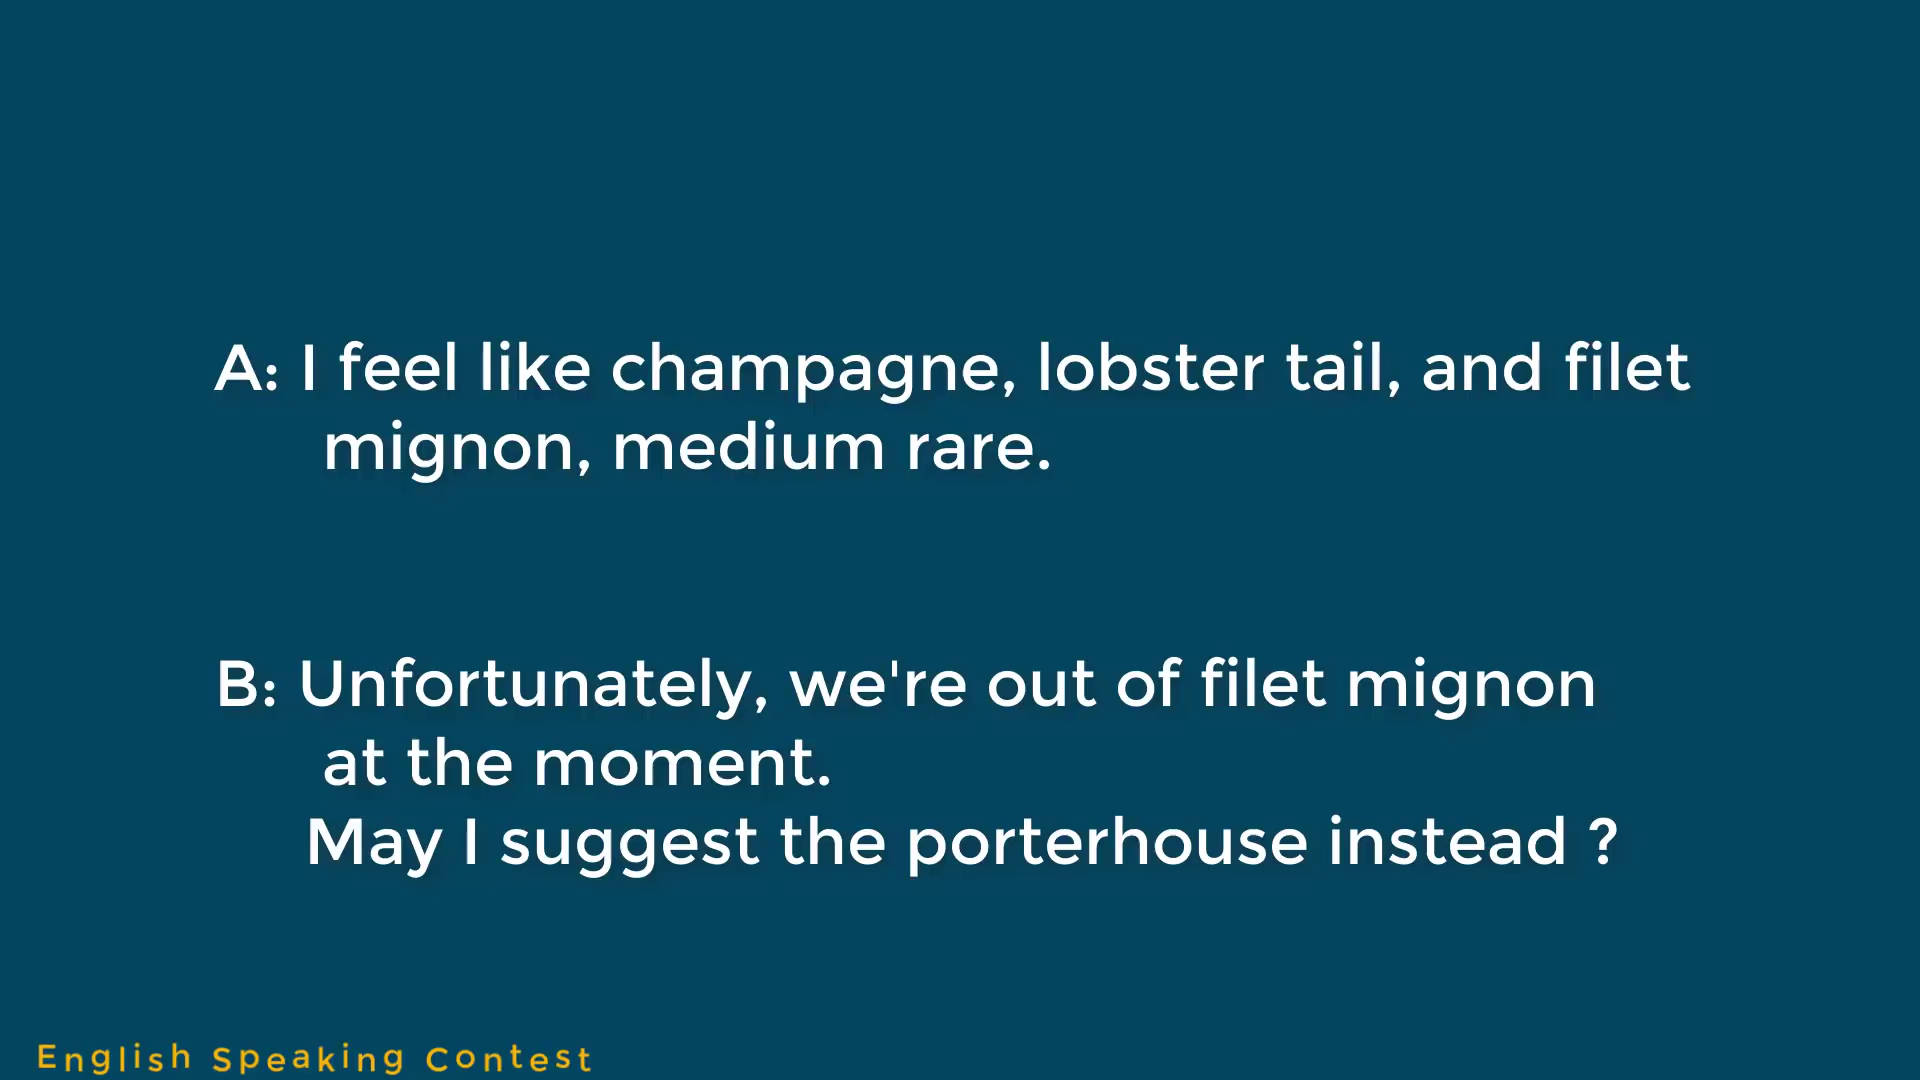 A: I feel like champagne, lobster tail, and filet
mignon, medium rare.
B: Unfortunately, we're out of filet mignon
at the moment.
May I suggest the porterhouse instead ?
English Speaking Contest